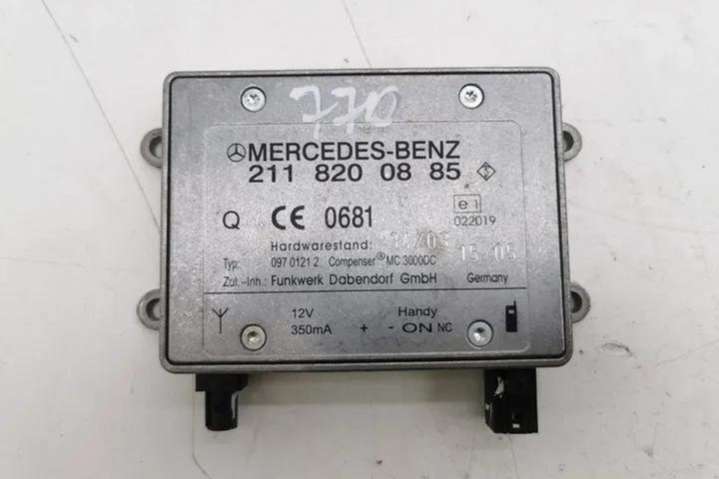 MERCEDES-BENZ
211 820 08 85
Q CE 0681 e1
022019
Hardwarestand:
Typ: 097 0121 2 Compenser® MC 3000DC 15 05
Zul.-Inh.: Funkwerk Dabendorf GmbH Germany
12V Handy
350mA + - ON NC